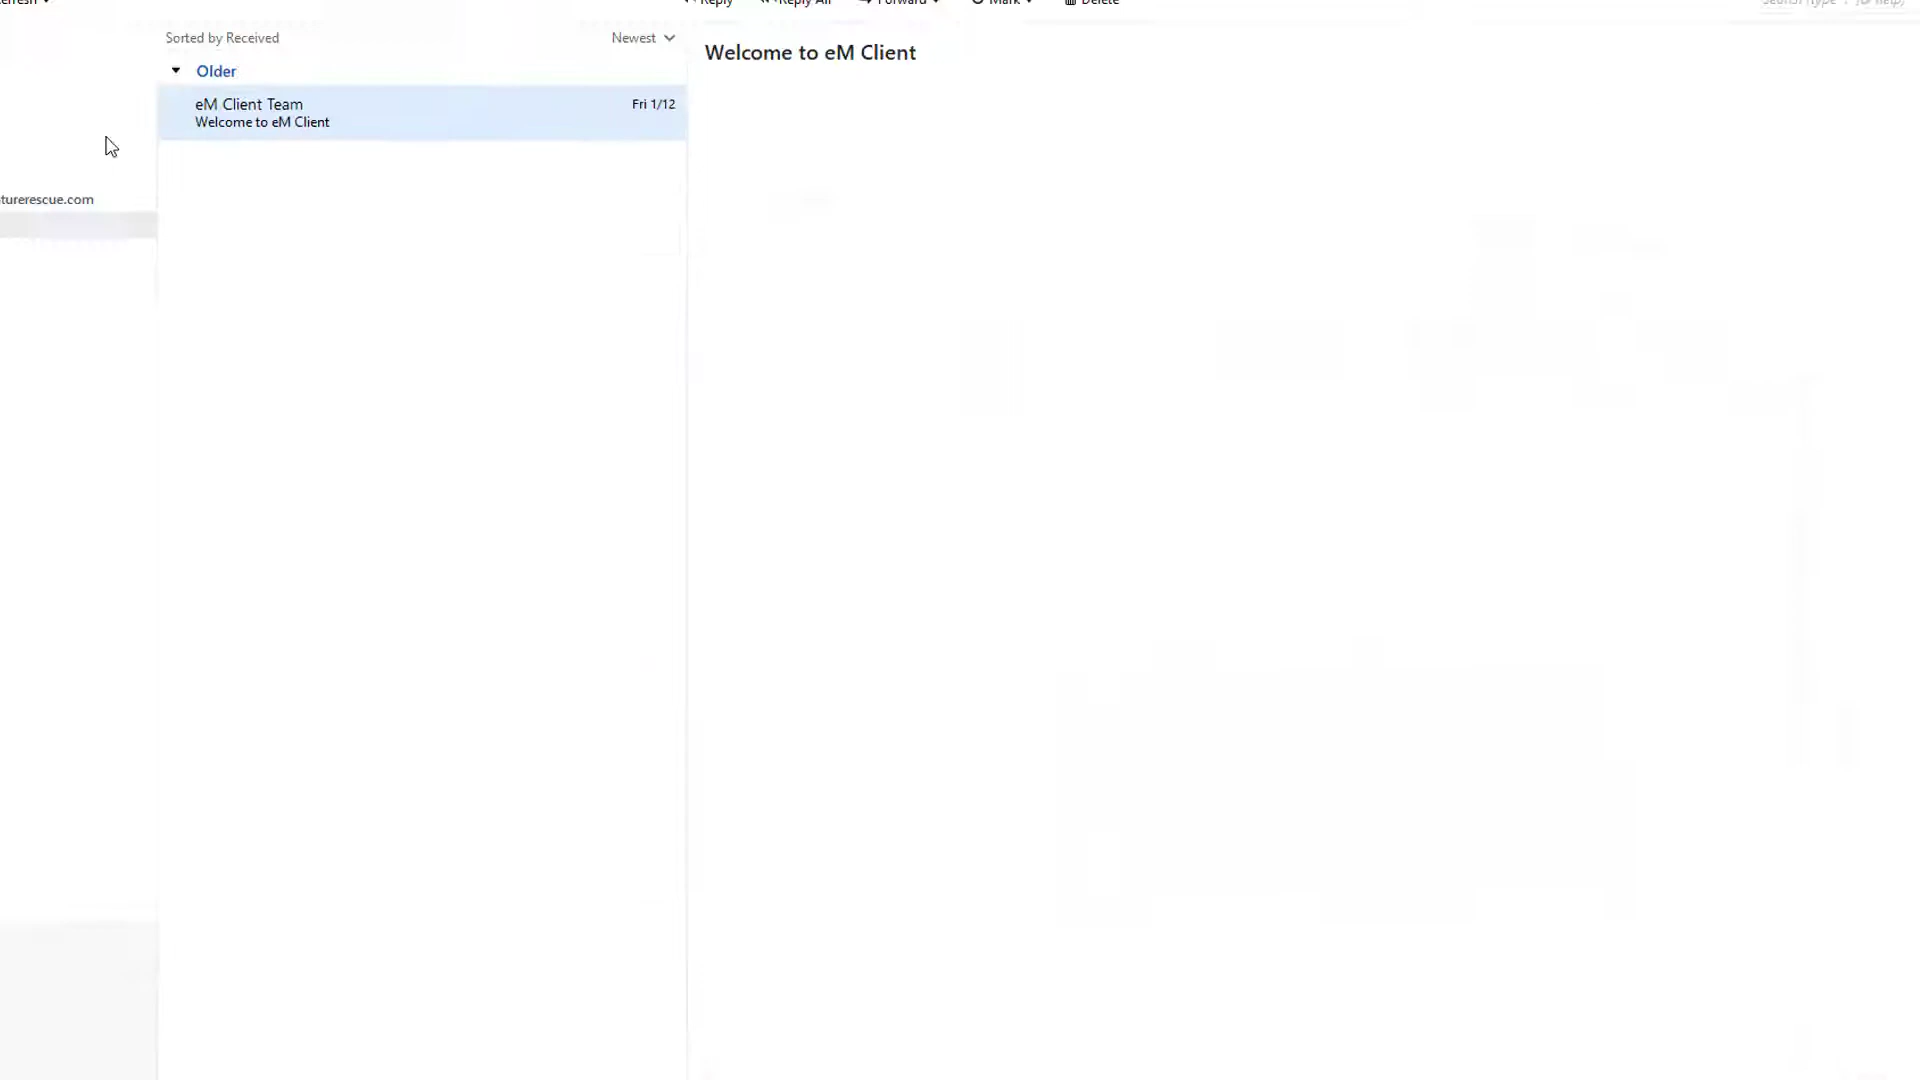 Reply
Reply All
Forward
Mark
Delete
Sorted by Received
Newest
Welcome to eM Client
Older
eM Client Team
Fri 1/12
Welcome to eM Client
turerescue.com